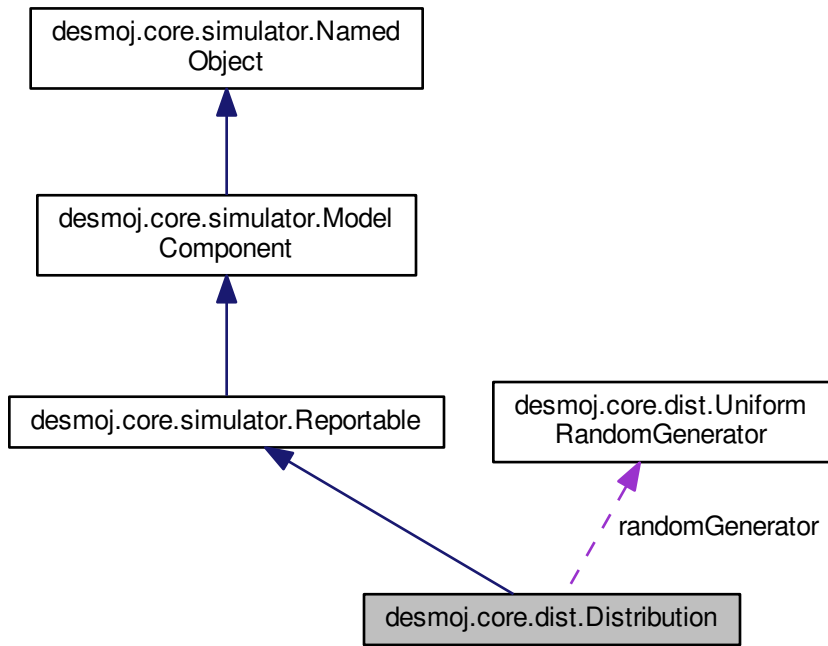 desmoj.core.simulator.Named
Object
desmoj.core.simulator.Model
Component
desmoj.core.simulator.Reportable
desmoj.core.dist.Uniform
RandomGenerator
randomGenerator
desmoj.core.dist.Distribution